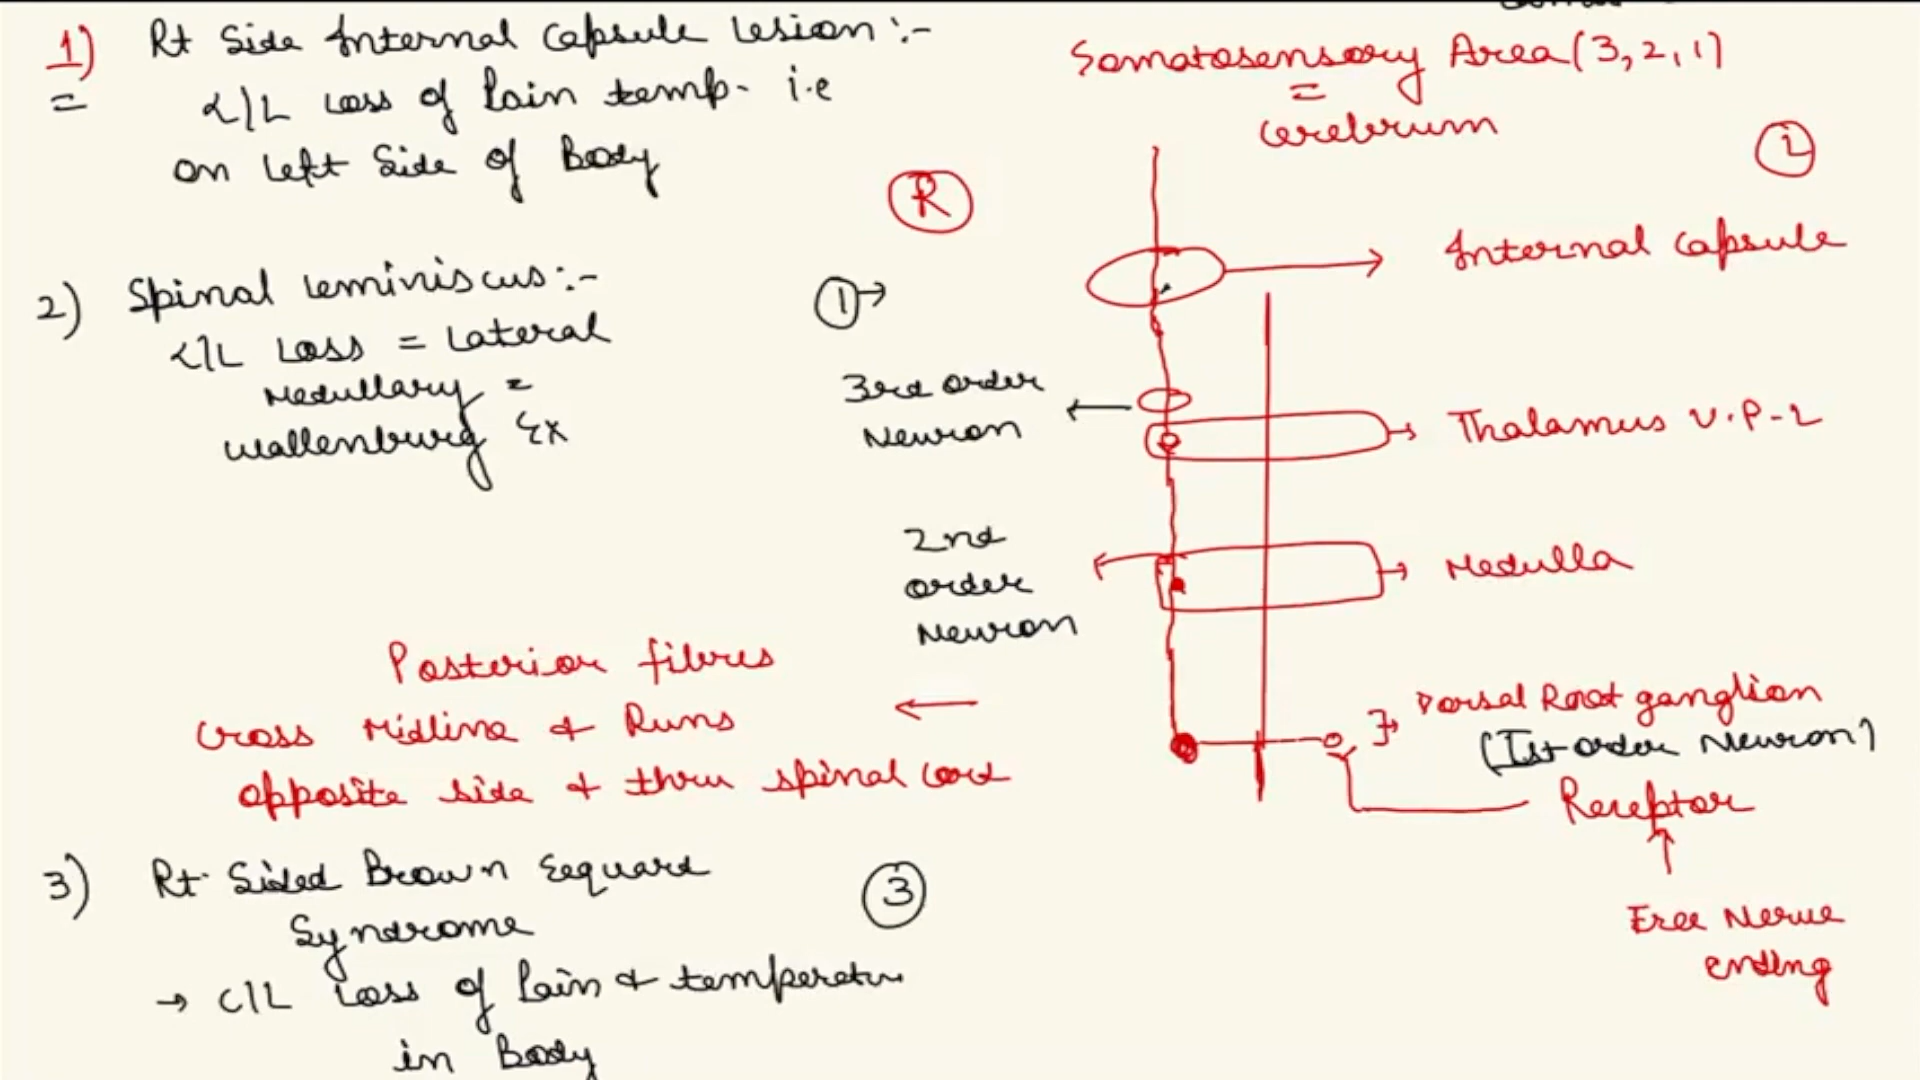 1) Rt Side Internal Capsule Lesion :-
=
C/L Loss of Pain temp. i.e
on Left Side of Body
2) Spinal Leminiscus :-
C/L Loss = Lateral
Medullary =
Wallenburg Sx
Posterior fibres
cross Midline & Runs
opposite side & thru spinal cord
3) Rt. Sided Brown Sequard
Syndrome
→ C/L Loss of Pain & temperature
in Body
Somatosensory Area (3,2,1)
=
Cerebrum
R
L
1 →
3
Internal Capsule
3rd order
Neuron
Thalamus V.P-L
2nd
order
Neuron
Medulla
Dorsal Root ganglion
(Ist order Neuron)
Receptor
Free Nerve
ending